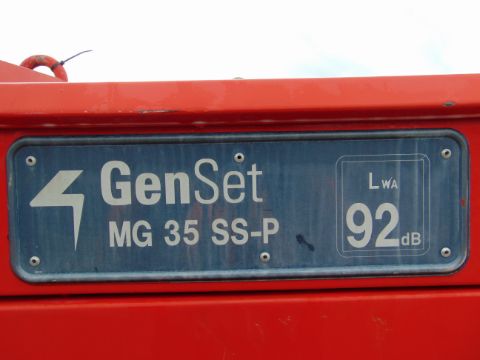 GenSet
MG 35 SS-P
LWA
92dB